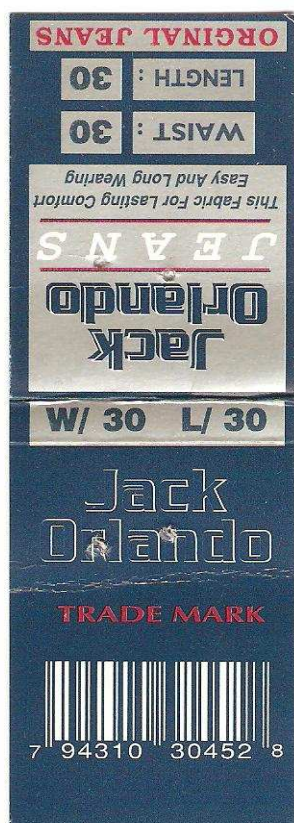 ORGINAL JEANS
LENGTH : 30
WAIST : 30
This Fabric For Lasting Comfort
Easy And Long Wearing
JEANS
Jack
Orlando
W/ 30 L/ 30
Jack
Orlando
TRADE MARK
7 94310 30452 8